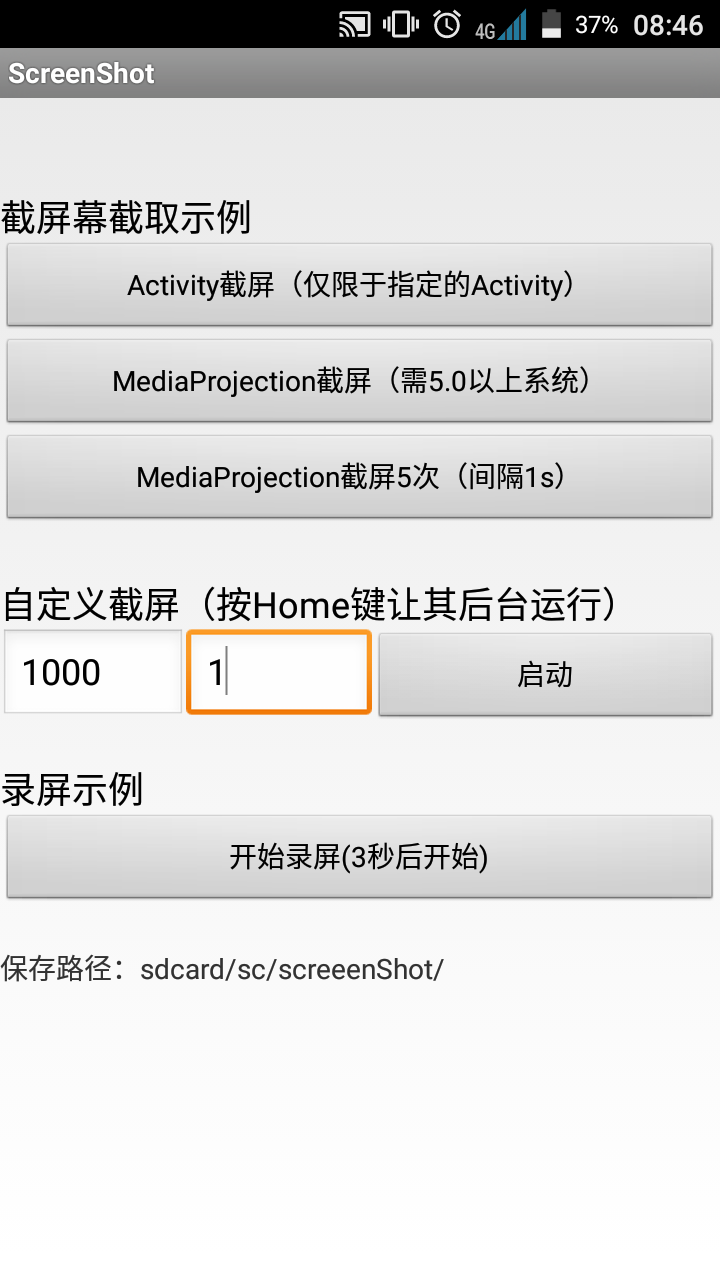 4G 37% 08:46
ScreenShot
截屏幕截取示例
Activity截屏（仅限于指定的Activity）
MediaProjection截屏（需5.0以上系统）
MediaProjection截屏5次（间隔1s）
自定义截屏（按Home键让其后台运行）
1000 1 启动
录屏示例
开始录屏(3秒后开始)
保存路径：sdcard/sc/screeenShot/